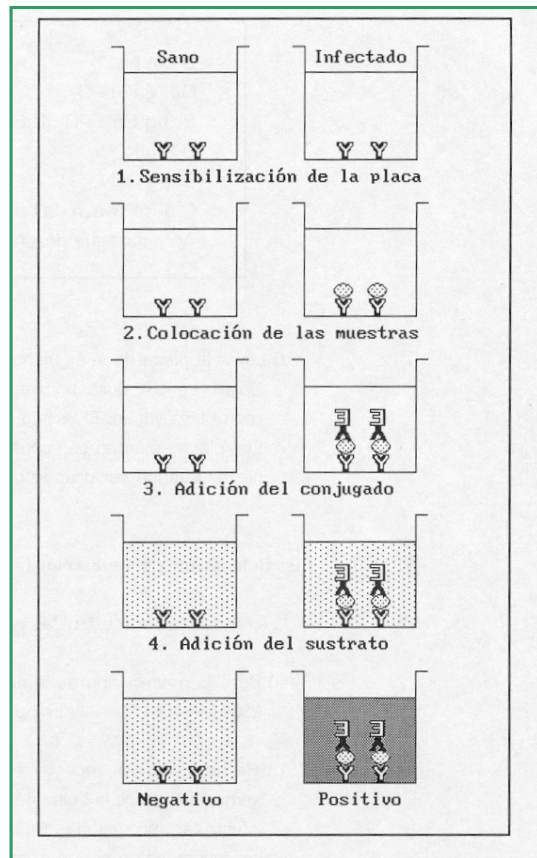 Sano Infectado
1.Sensibilización de la placa
2.Colocación de las muestras
3. Adición del conjugado
4. Adición del sustrato
Negativo Positivo